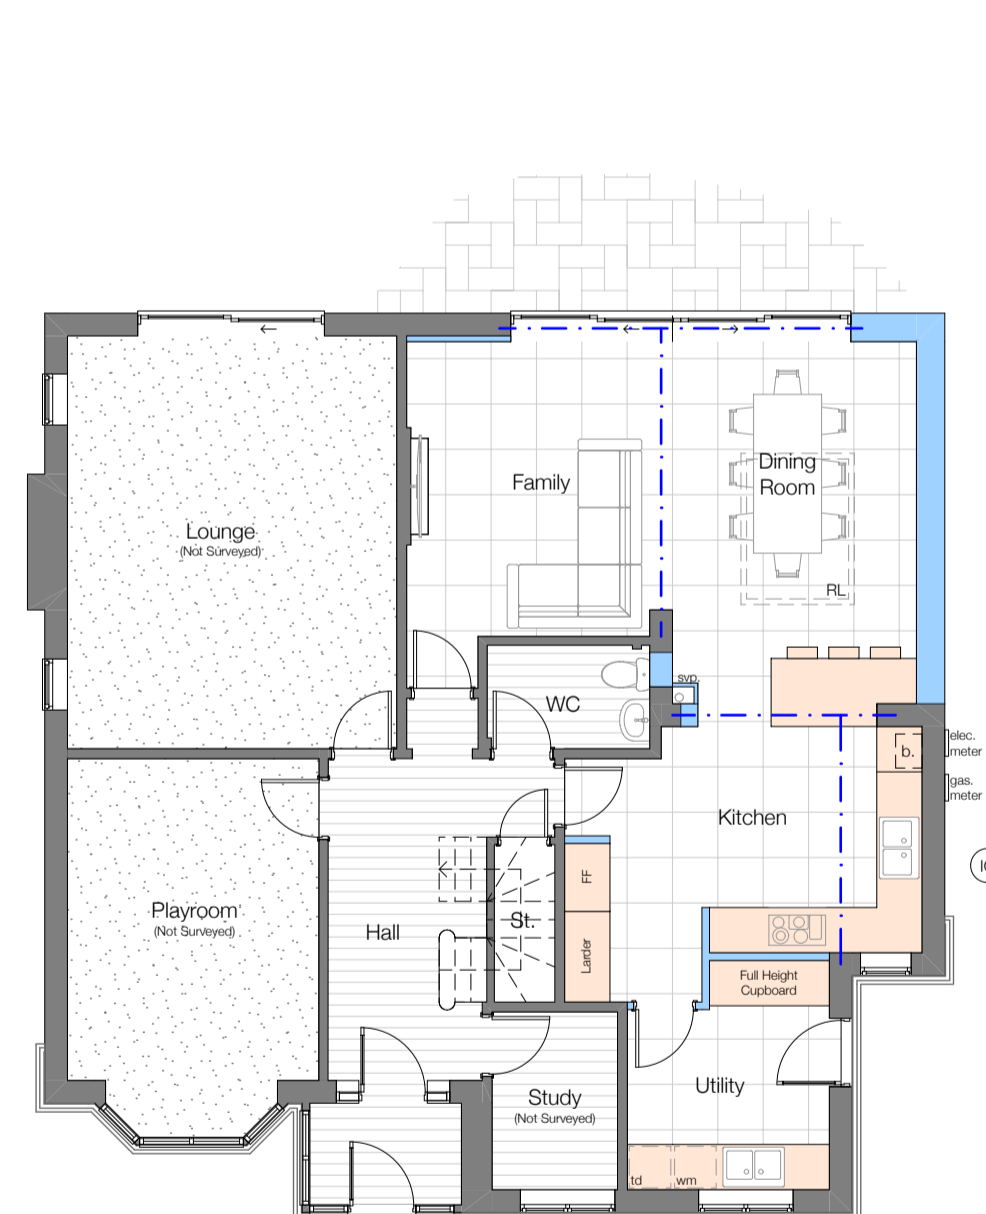 Family
Dining
Room
Lounge
(Not Surveyed)
RL
svp.
WC
elec.
meter
b.
gas.
meter
Kitchen
FF
Playroom
(Not Surveyed)
St.
Hall
Larder
Full Height
Cupboard
Utility
Study
(Not Surveyed)
td
wm